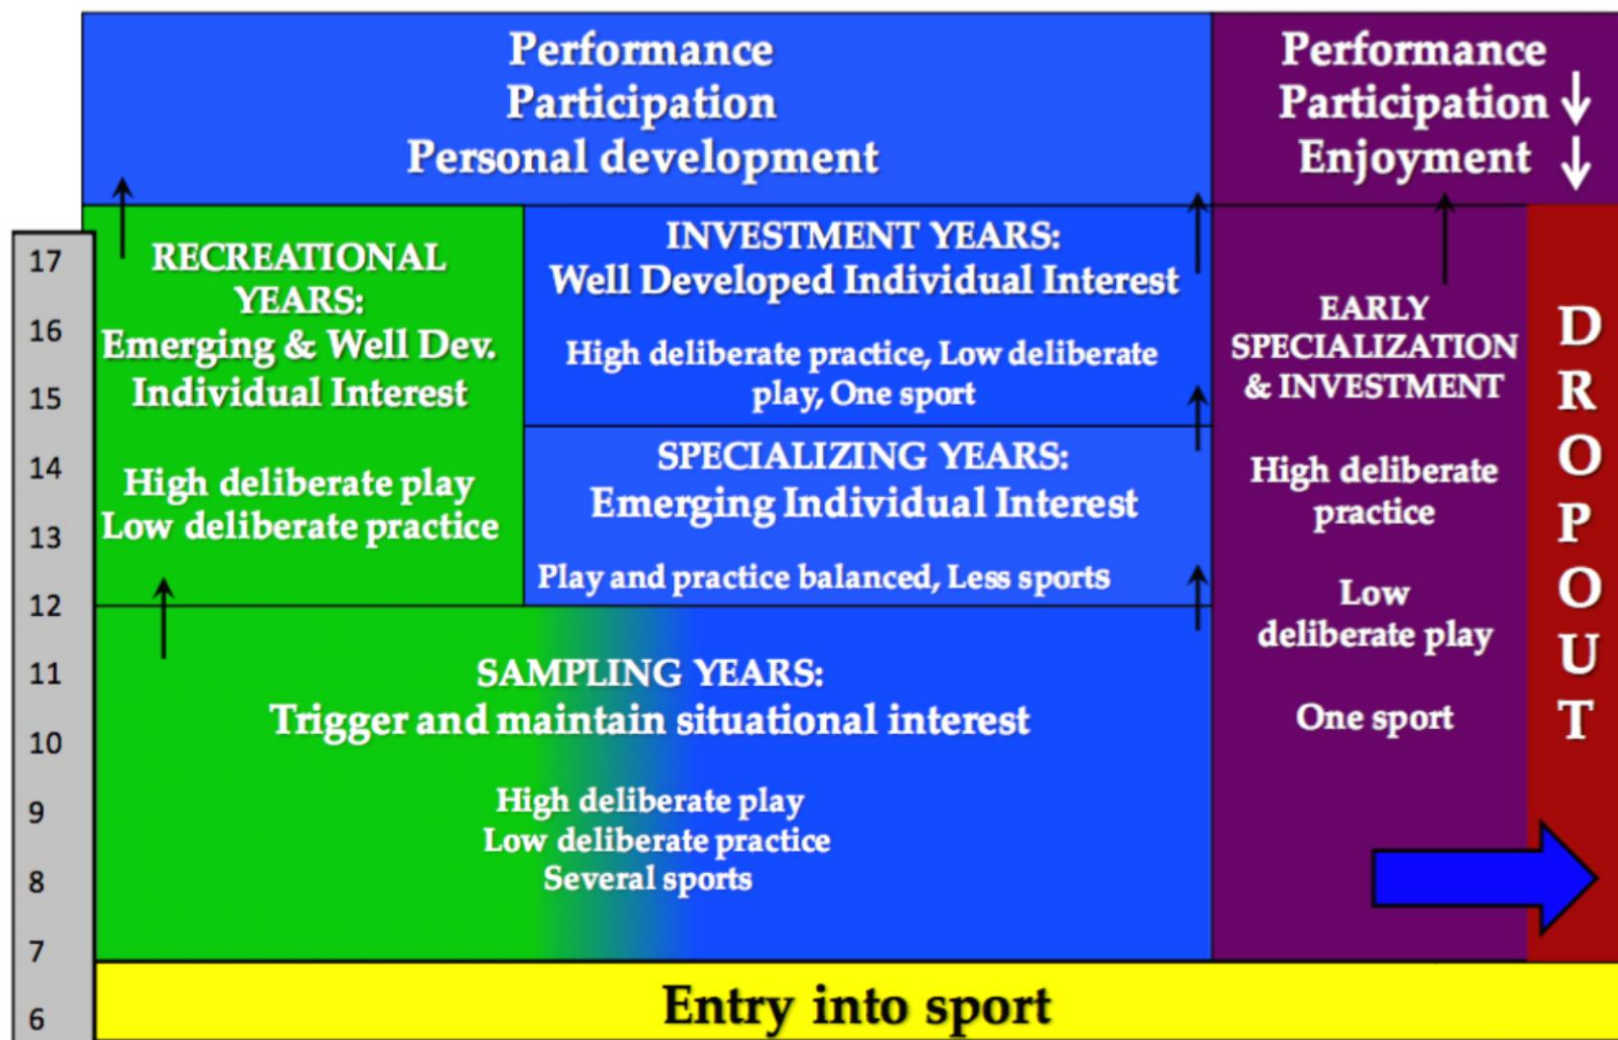 Performance
Participation
Personal development
Performance
Participation
Enjoyment
17
16
15
14
13
12
11
10
9
8
7
6
RECREATIONAL
YEARS:
Emerging & Well Dev.
Individual Interest
High deliberate play
Low deliberate practice
INVESTMENT YEARS:
Well Developed Individual Interest
High deliberate practice, Low deliberate
play, One sport
SPECIALIZING YEARS:
Emerging Individual Interest
Play and practice balanced, Less sports
SAMPLING YEARS:
Trigger and maintain situational interest
High deliberate play
Low deliberate practice
Several sports
EARLY
SPECIALIZATION
& INVESTMENT
High deliberate
practice
Low
deliberate play
One sport
D
R
O
P
O
U
T
Entry into sport